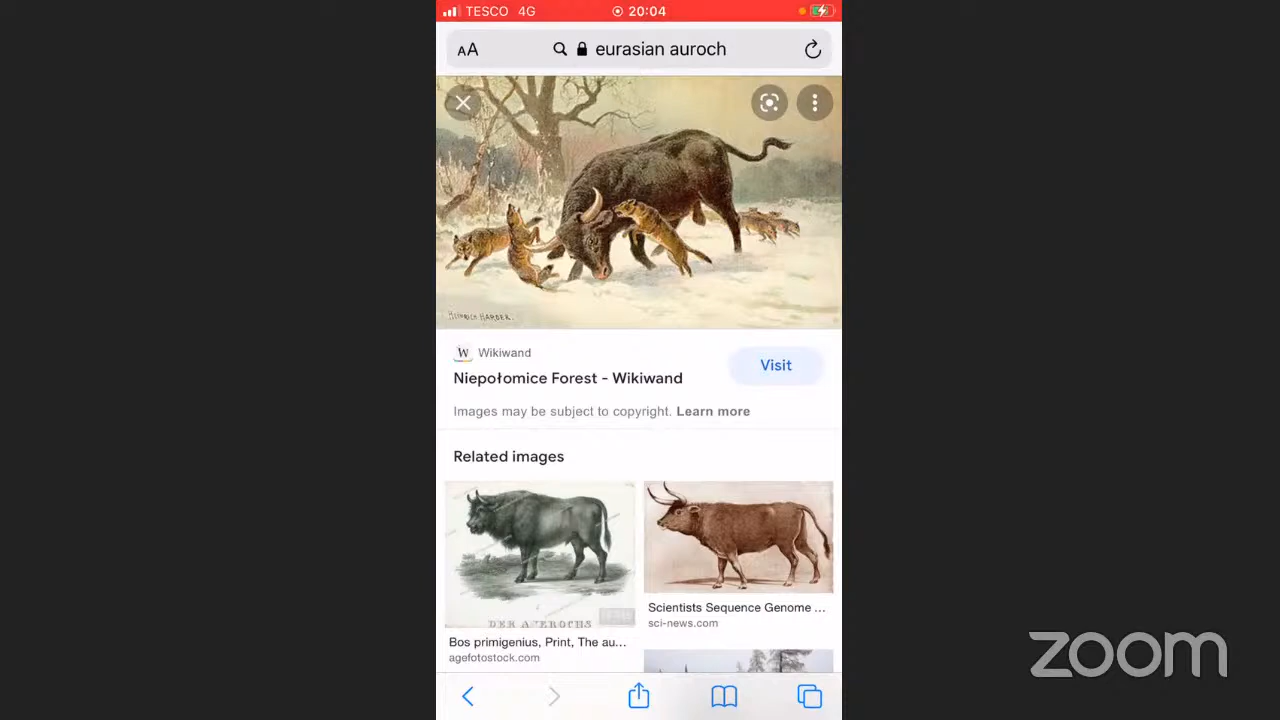 TESCO 4G 20:04
AA eurasian auroch
HEINRICH HARDER.
W Wikiwand
Niepołomice Forest - Wikiwand
Visit
Images may be subject to copyright. Learn more
Related images
DER AUEROCHS
Bos primigenius, Print, The au...
agefotostock.com
Scientists Sequence Genome ...
sci-news.com
zoom